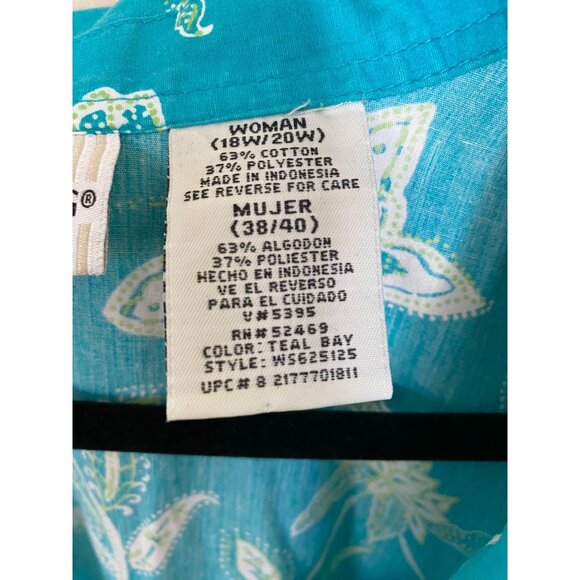 WOMAN
(18W/20W)
63% COTTON
37% POLYESTER
MADE IN INDONESIA
SEE REVERSE FOR CARE
MUJER
(38/40)
63% ALGODON
37% POLIESTER
HECHO EN INDONESIA
VE EL REVERSO
PARA EL CUIDADO
V#5395
RN#52469
COLOR: TEAL BAY
STYLE: WS625125
UPC# 8 2177701811